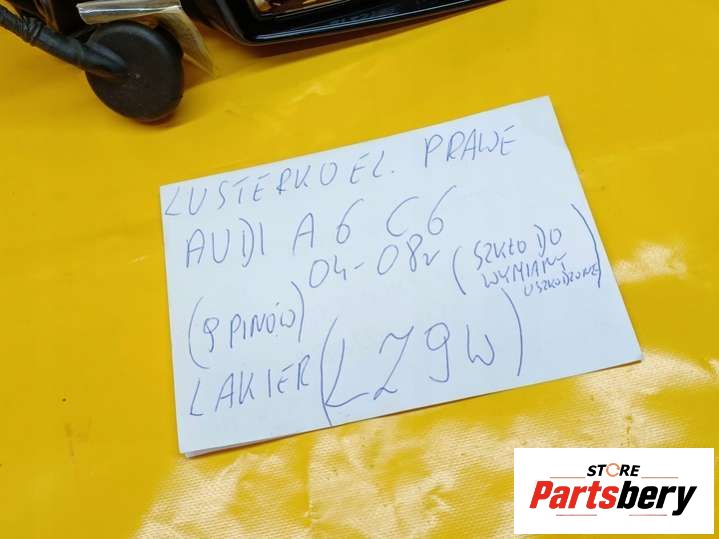 LUSTERKO EL. PRAWE
AUDI A6 C6
04-08r (SZKŁO DO
WYMIANY
USZKODZONE)
(9 PINÓW)
LAKIER (LZ9W)
STORE
Partsbery